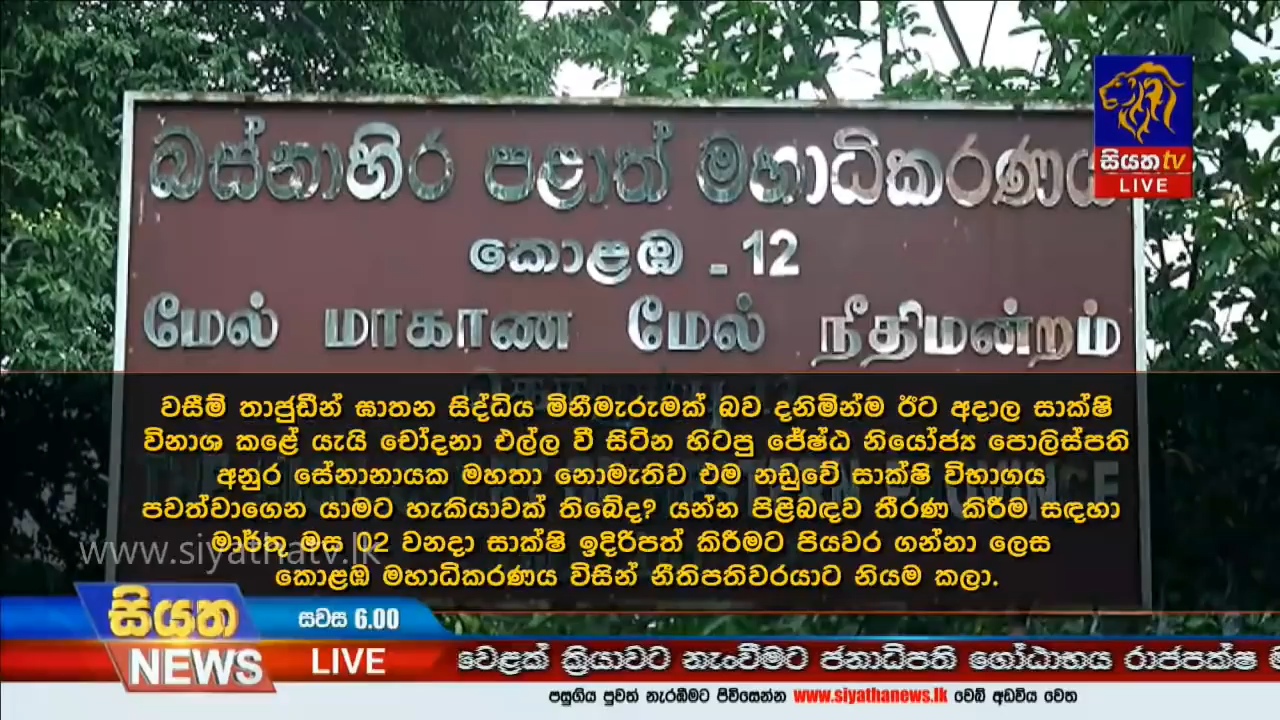 බස්නාහිර පළාත් මහාධිකරණය
කොළඹ - 12
மேல் மாகாண மேல் நீதிமன்றம்
සියත tv
LIVE
වසීම් තාජුඩීන් ඝාතන සිද්ධිය මිනීමැරුමක් බව දනිමින්ම ඊට අදාල සාක්ෂි
විනාශ කළේ යැයි චෝදනා එල්ල වී සිටින හිටපු ජේෂ්ඨ නියෝජ්‍ය පොලිස්පති
අනුර සේනානායක මහතා නොමැතිව එම නඩුවේ සාක්ෂි විභාගය
පවත්වාගෙන යාමට හැකියාවක් තිබේද? යන්න පිළිබඳව තීරණ කිරීම සඳහා
මාර්තු මස 02 වනදා සාක්ෂි ඉදිරිපත් කිරීමට පියවර ගන්නා ලෙස
කොළඹ මහාධිකරණය විසින් නීතිපතිවරයාට නියම කලා.
www.siyathatv.lk
සියත
NEWS
සවස 6.00
LIVE
වෙළක් ක්‍රියාවට නැංවීමට ජනාධිපති ගෝඨාභය රාජපක්ෂ
පසුගිය පුවත් නැරඹීමට පිවිසෙන්න www.siyathanews.lk වෙබ් අඩවිය වෙත